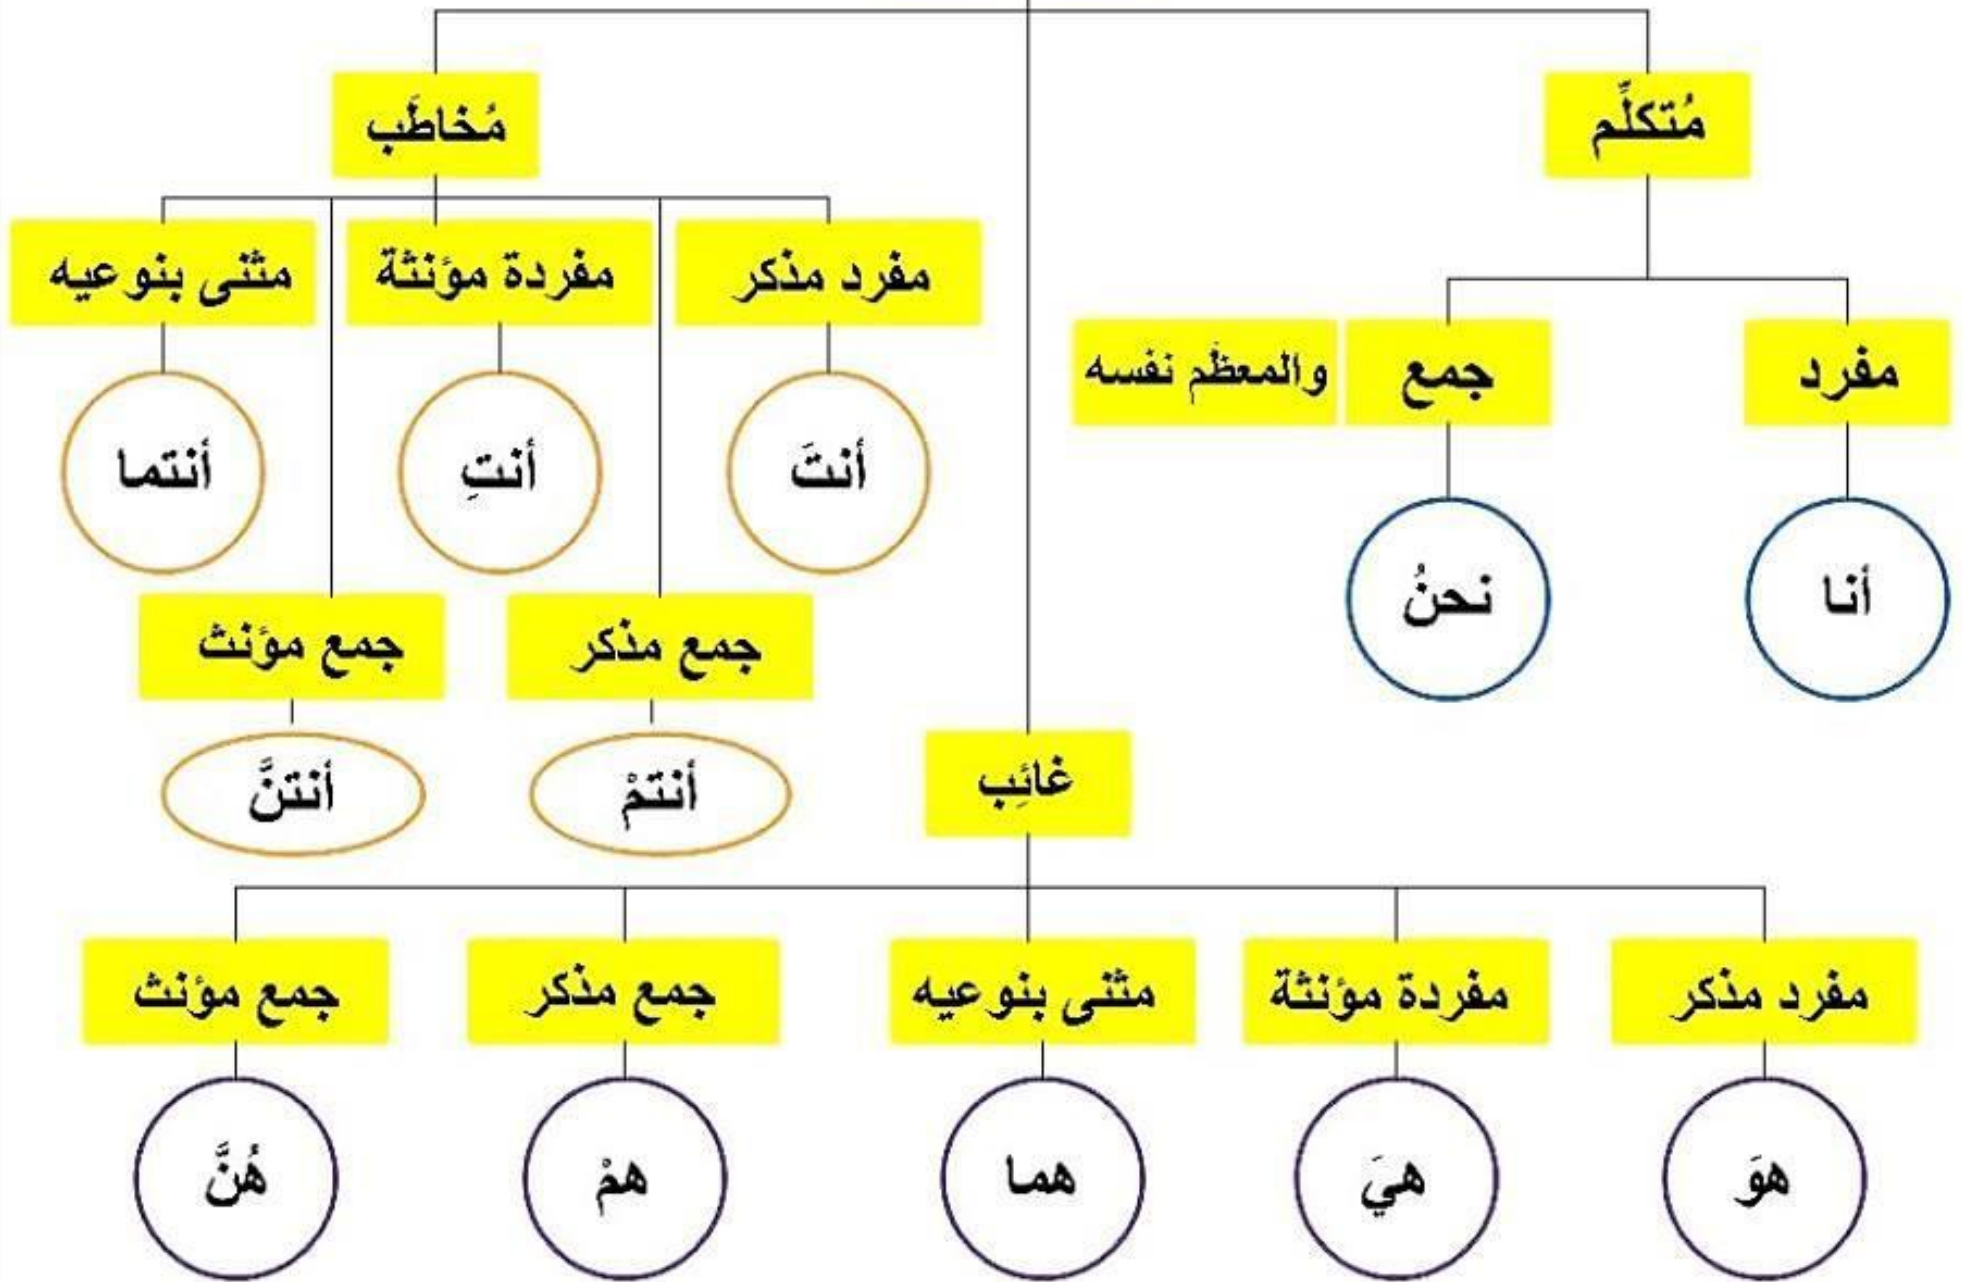 مُتكلِّم
مُخاطَب
مفرد مذكر
مفردة مؤنثة
مثنى بنوعيه
مفرد
جمع
والمعظّم نفسه
أنتَ
أنتِ
أنتما
أنا
نحنُ
جمع مذكر
جمع مؤنث
أنتمْ
أنتنَّ
غائِب
مفرد مذكر
مفردة مؤنثة
مثنى بنوعيه
جمع مذكر
جمع مؤنث
هوَ
هيَ
هما
همْ
هُنَّ